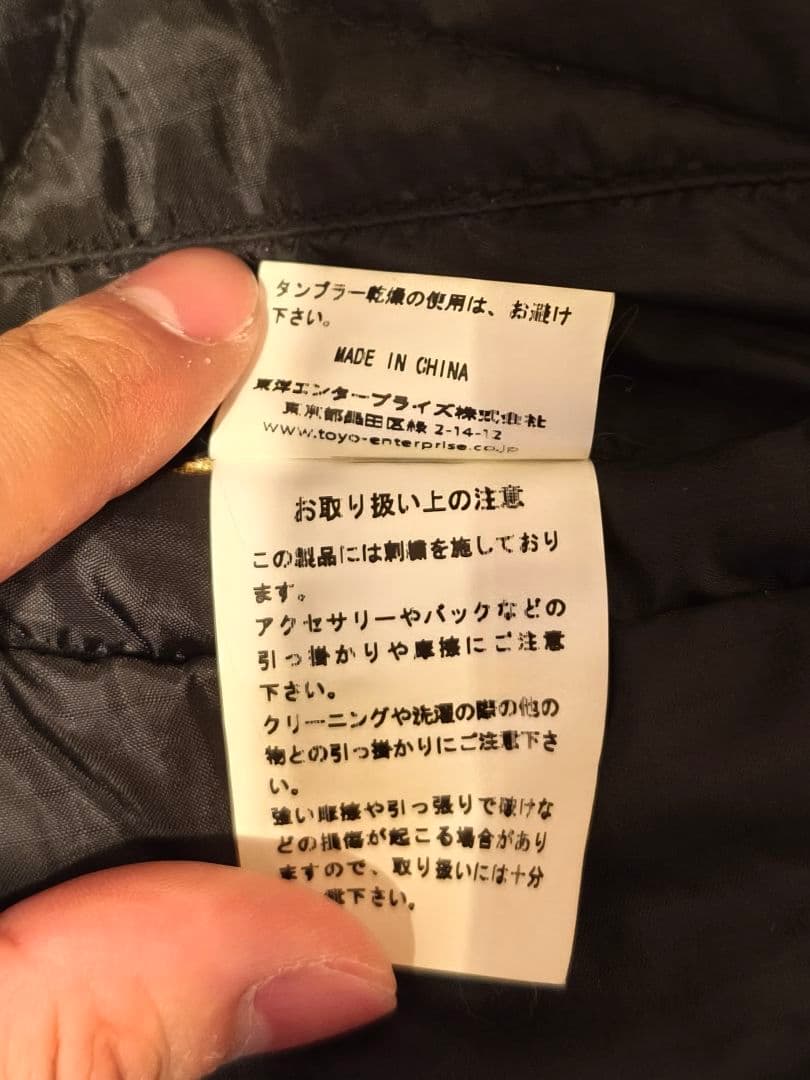 タンブラー乾燥の使用は、お避け
下さい。
MADE IN CHINA
東洋エンタープライズ株式会社
東京都墨田区緑 2-14-12
www.toyo-enterprise.co.jp
お取り扱い上の注意
この製品には刺繍を施しており
ます。
アクセサリーやバックなどの
引っ掛かりや摩擦にご注意
下さい。
クリーニングや洗濯の際の他の
物との引っ掛かりにご注意下さ
い。
強い摩擦や引っ張りで破けな
どの損傷が起こる場合があり
ますので、取り扱いには十分
下さい。